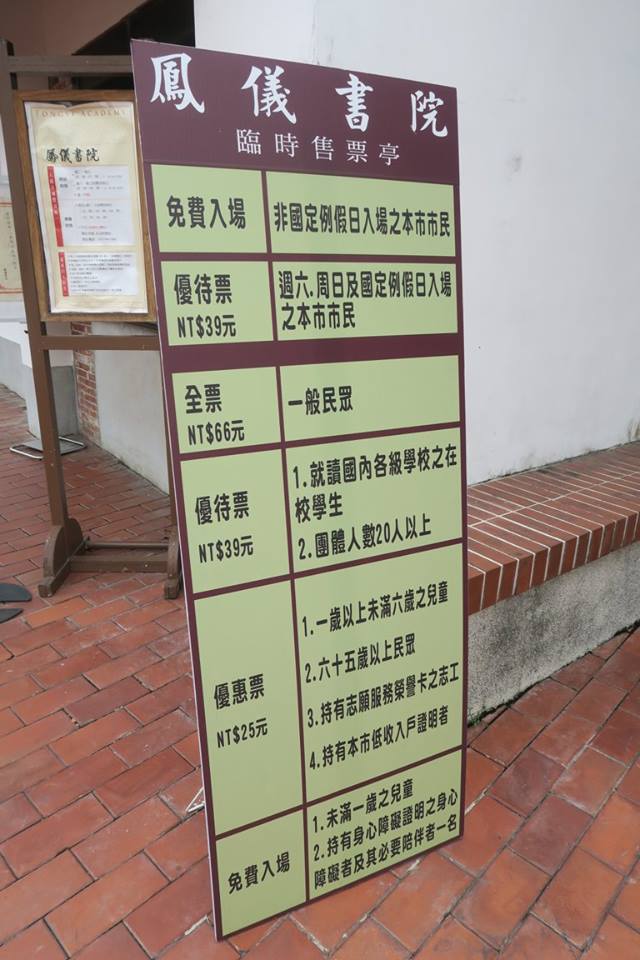 鳳儀書院
臨時售票亭
免費入場
非國定例假日入場之本市市民
優待票
NT$39元
週六.周日及國定例假日入場
之本市市民
全票
NT$66元
一般民眾
優待票
NT$39元
1.就讀國內各級學校之在
校學生
2.團體人數20人以上
優惠票
NT$25元
1.一歲以上未滿六歲之兒童
2.六十五歲以上民眾
3.持有志願服務榮譽卡之志工
4.持有本市低收入戶證明者
免費入場
1.未滿一歲之兒童
2.持有身心障礙證明之身心
障礙者及其必要陪伴者一名
鳳儀書院